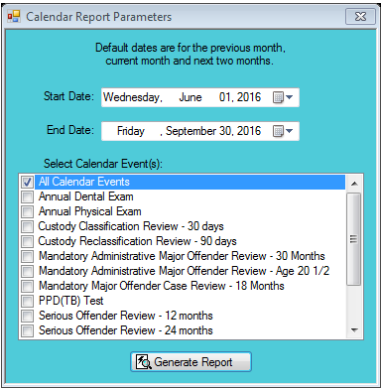 Calendar Report Parameters
Default dates are for the previous month,
current month and next two months.
Start Date: Wednesday, June 01, 2016
End Date: Friday , September 30, 2016
Select Calendar Event(s):
All Calendar Events
Annual Dental Exam
Annual Physical Exam
Custody Classification Review - 30 days
Custody Reclassification Review - 90 days
Mandatory Administrative Major Offender Review - 30 Months
Mandatory Administrative Major Offender Review - Age 20 1/2
Mandatory Major Offender Case Review - 18 Months
PPD(TB) Test
Serious Offender Review - 12 months
Serious Offender Review - 24 months
Generate Report